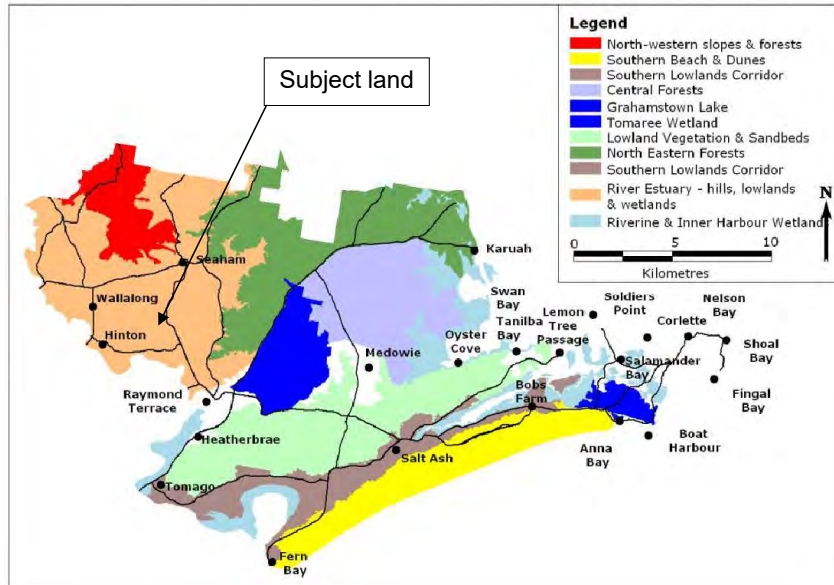 Subject land
Legend
North-western slopes & forests
Southern Beach & Dunes
Southern Lowlands Corridor
Central Forests
Grahamstown Lake
Tomaree Wetland
Lowland Vegetation & Sandbeds
North Eastern Forests
Southern Lowlands Corridor
River Estuary - hills, lowlands
& wetlands
Riverine & Inner Harbour Wetland
N
0 5 10
Kilometres
Seaham
Wallalong
Hinton
Karuah
Swan
Bay
Tanilba
Bay
Lemon
Tree
Passage
Soldiers
Point
Nelson
Bay
Corlette
Shoal
Bay
Salamander
Bay
Fingal
Bay
Oyster
Cove
Medowie
Bobs
Farm
Raymond
Terrace
Heatherbrae
Salt Ash
Anna
Bay
Boat
Harbour
Tomago
Fern
Bay